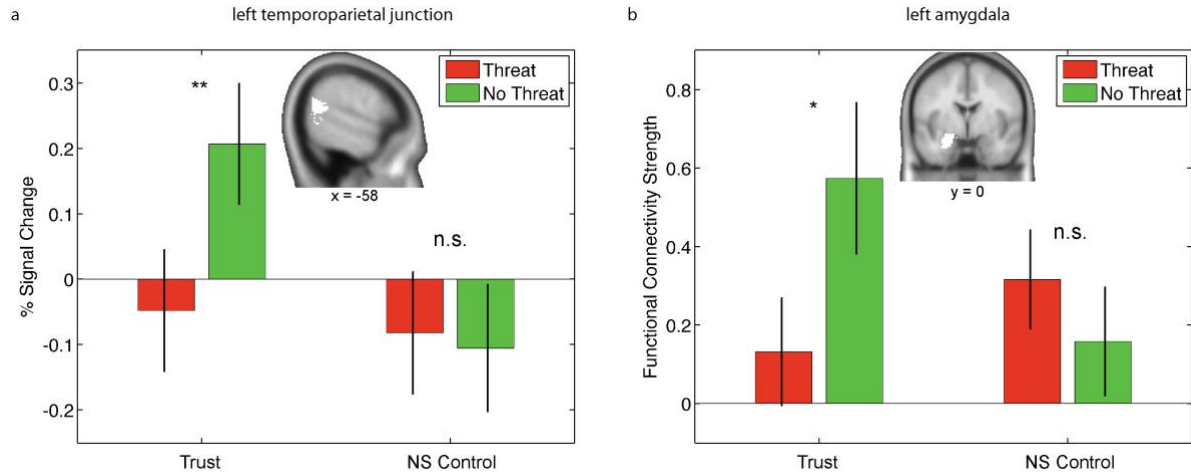 a
left temporoparietal junction
% Signal Change
0.3
0.2
0.1
0
-0.1
-0.2
**
x = -58
Threat
No Threat
n.s.
Trust
NS Control
b
left amygdala
Functional Connectivity Strength
0.8
0.6
0.4
0.2
0
*
y = 0
Threat
No Threat
n.s.
Trust
NS Control